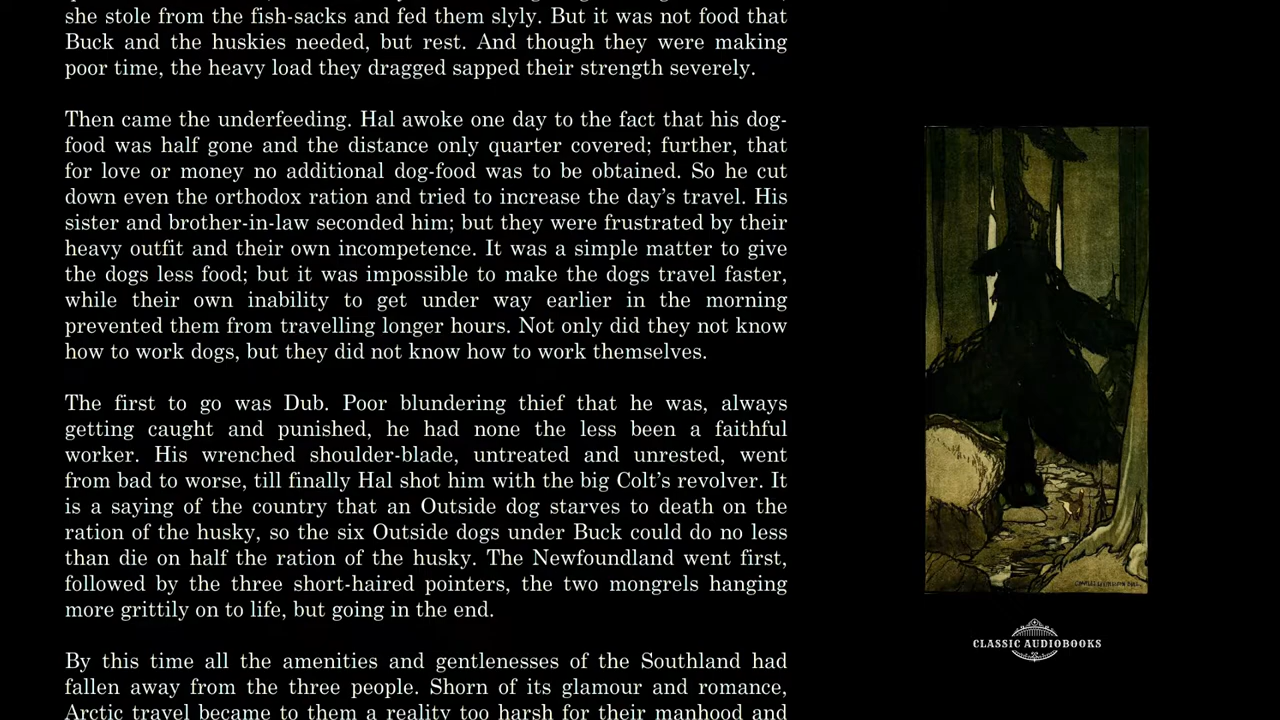 she stole from the fish-sacks and fed them slyly. But it was not food that
Buck and the huskies needed, but rest. And though they were making
poor time, the heavy load they dragged sapped their strength severely.
Then came the underfeeding. Hal awoke one day to the fact that his dog-
food was half gone and the distance only quarter covered; further, that
for love or money no additional dog-food was to be obtained. So he cut
down even the orthodox ration and tried to increase the day’s travel. His
sister and brother-in-law seconded him; but they were frustrated by their
heavy outfit and their own incompetence. It was a simple matter to give
the dogs less food; but it was impossible to make the dogs travel faster,
while their own inability to get under way earlier in the morning
prevented them from travelling longer hours. Not only did they not know
how to work dogs, but they did not know how to work themselves.
The first to go was Dub. Poor blundering thief that he was, always
getting caught and punished, he had none the less been a faithful
worker. His wrenched shoulder-blade, untreated and unrested, went
from bad to worse, till finally Hal shot him with the big Colt’s revolver. It
is a saying of the country that an Outside dog starves to death on the
ration of the husky, so the six Outside dogs under Buck could do no less
than die on half the ration of the husky. The Newfoundland went first,
followed by the three short-haired pointers, the two mongrels hanging
more grittily on to life, but going in the end.
By this time all the amenities and gentlenesses of the Southland had
fallen away from the three people. Shorn of its glamour and romance,
Arctic travel became to them a reality too harsh for their manhood and
CLASSIC AUDIOBOOKS